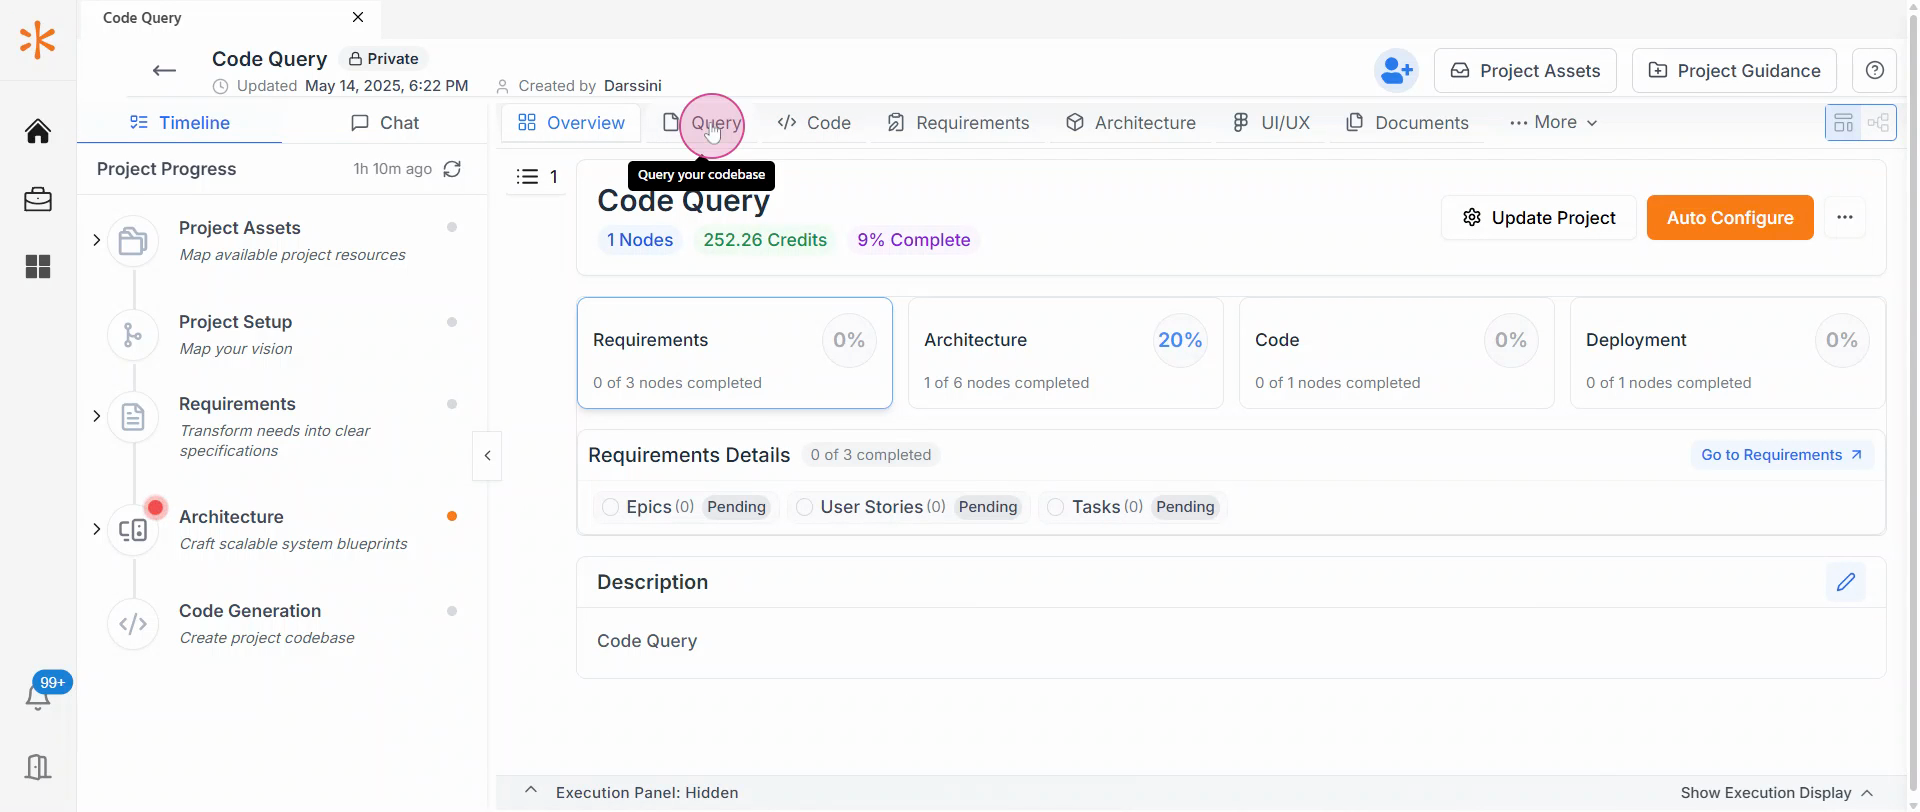 Code Query
Code Query Private
Updated May 14, 2025, 6:22 PM Created by Darssini
Project Assets Project Guidance
Timeline Chat
Overview Query Code Requirements Architecture UI/UX Documents More
Query your codebase
Project Progress 1h 10m ago
Project Assets
Map available project resources
Project Setup
Map your vision
Requirements
Transform needs into clear
specifications
Architecture
Craft scalable system blueprints
Code Generation
Create project codebase
99+
1
Code Query
1 Nodes 252.26 Credits 9% Complete
Update Project Auto Configure
Requirements 0%
0 of 3 nodes completed
Architecture 20%
1 of 6 nodes completed
Code 0%
0 of 1 nodes completed
Deployment 0%
0 of 1 nodes completed
Requirements Details 0 of 3 completed Go to Requirements
Epics (0) Pending User Stories (0) Pending Tasks (0) Pending
Description
Code Query
Execution Panel: Hidden Show Execution Display